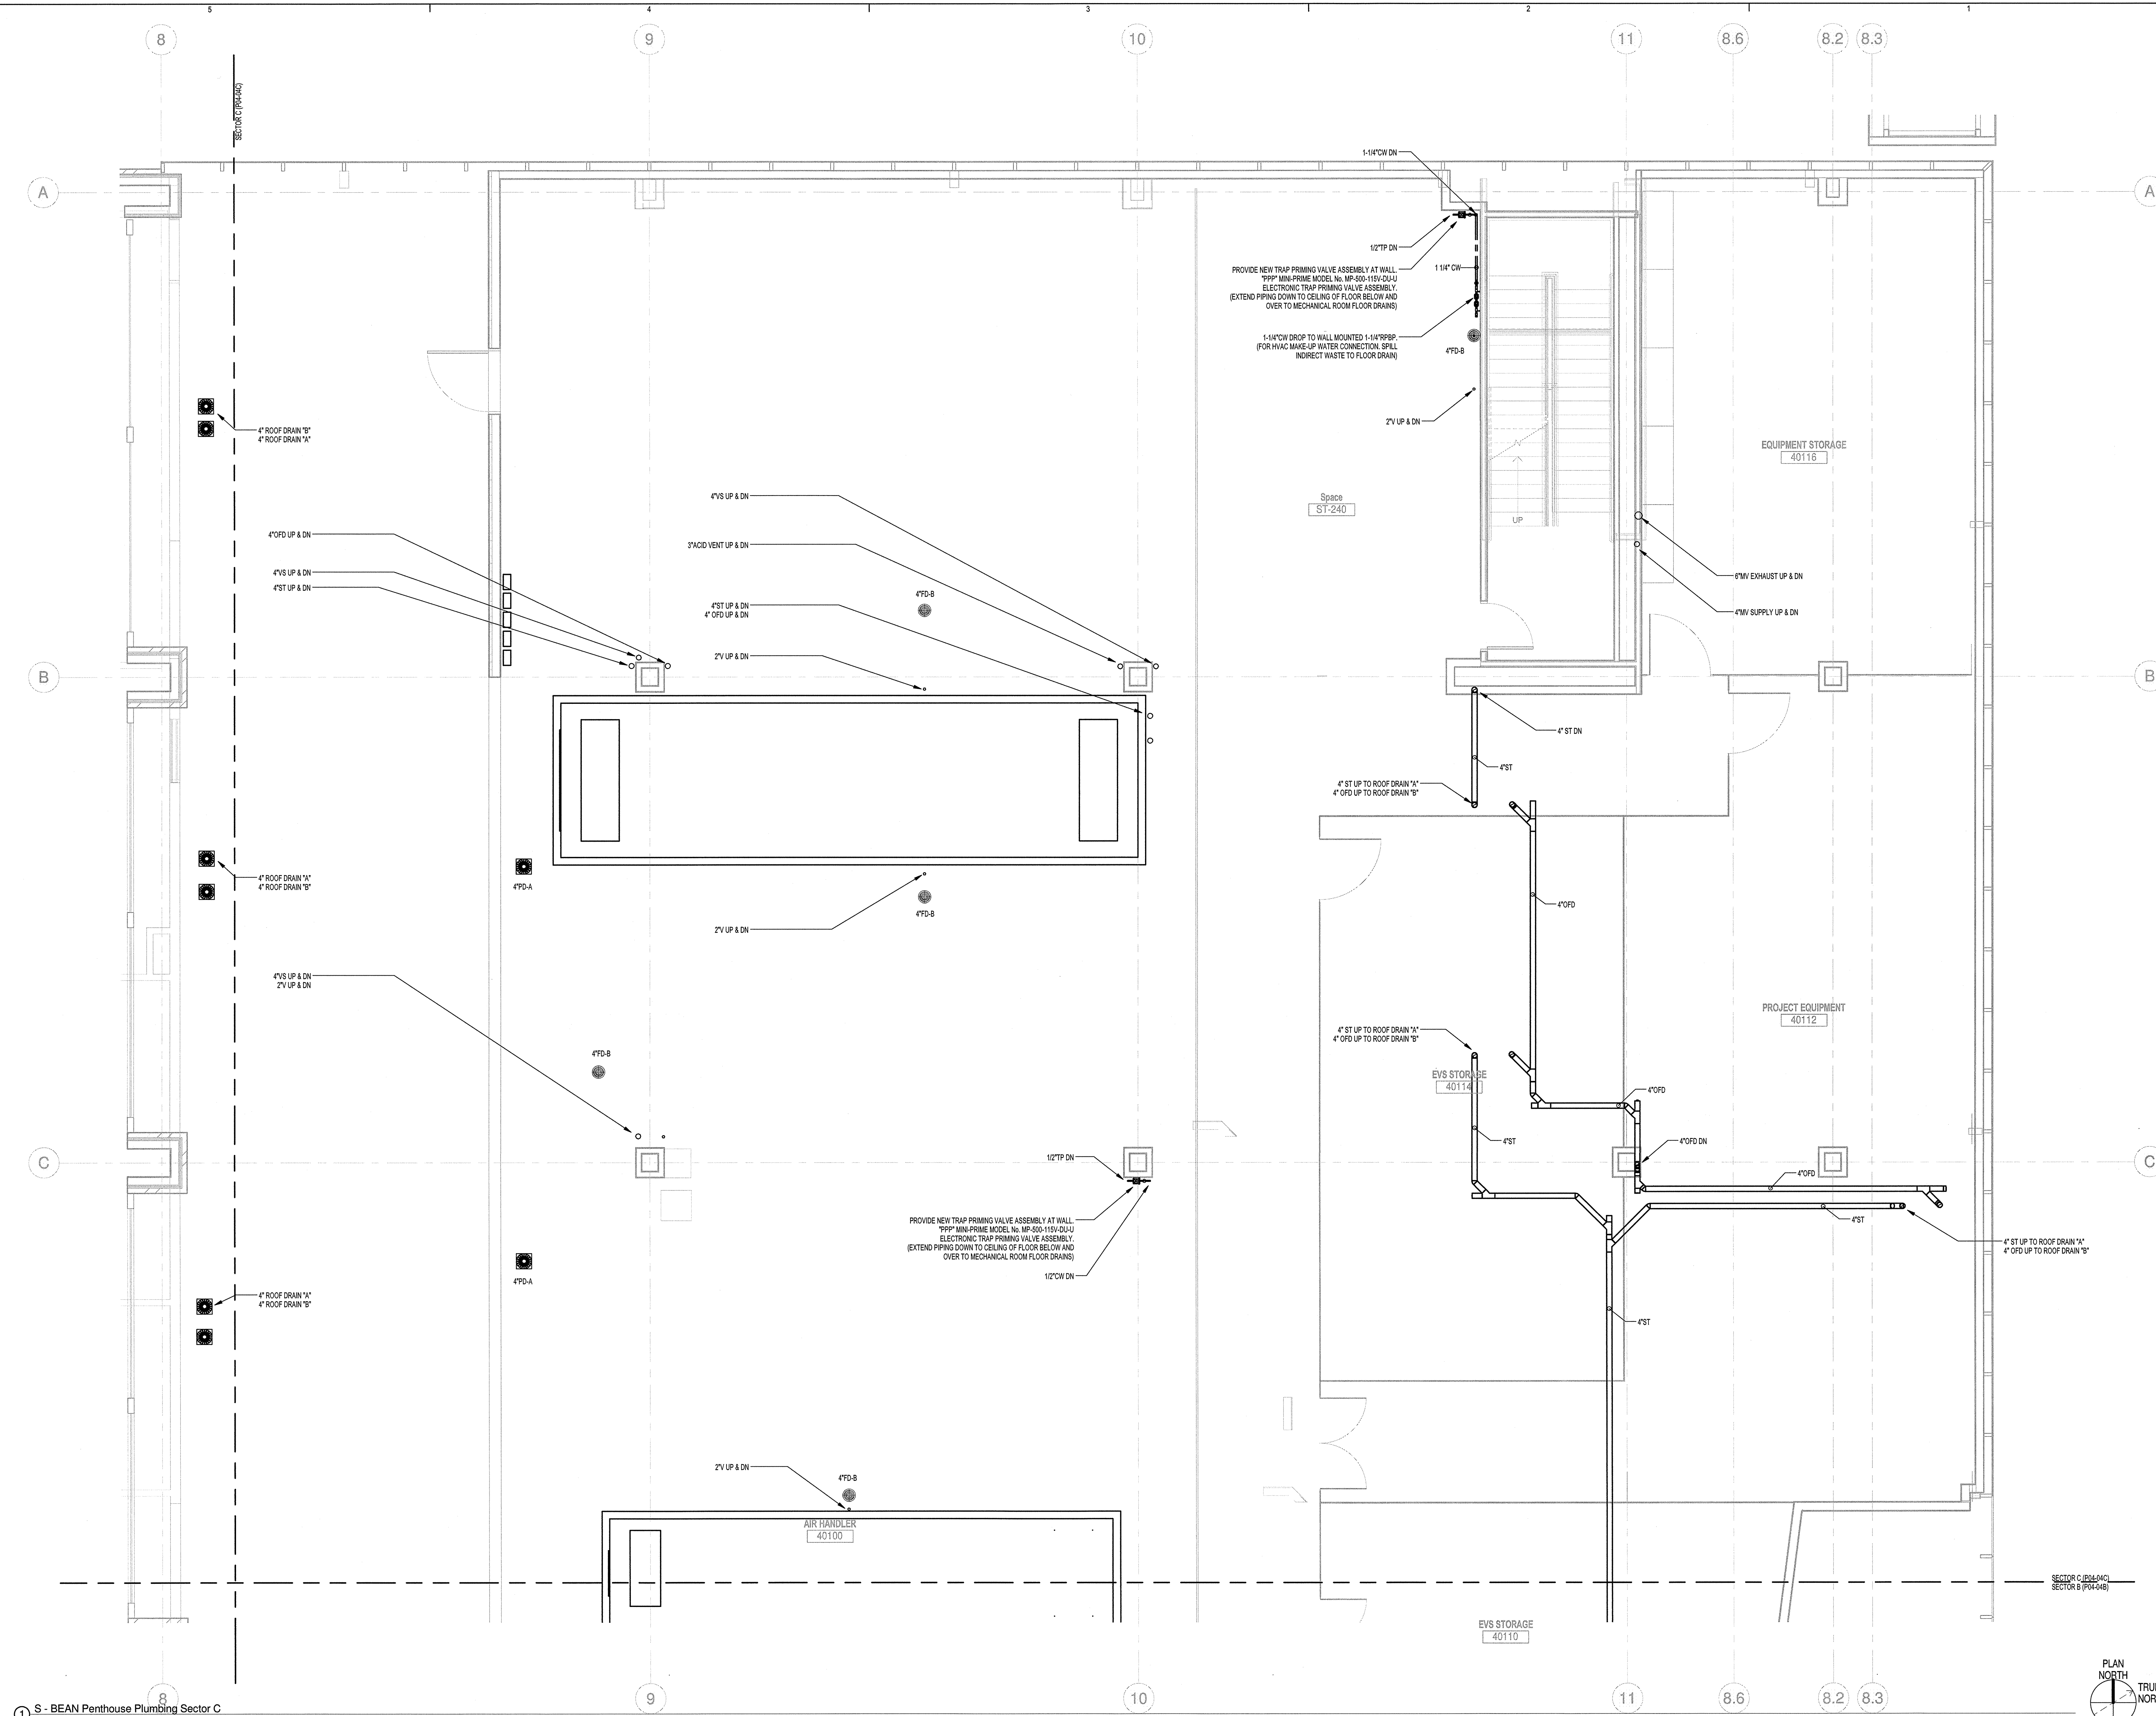 5
4
3
2
1
8
9
10
11
8.6
8.2
8.3
SECTOR C (P04-04C)
A
A
1-1/4"CW DN
1/2"TP DN
PROVIDE NEW TRAP PRIMING VALVE ASSEMBLY AT WALL.
"PPP" MINI-PRIME MODEL No. MP-500-115V-DU-U
ELECTRONIC TRAP PRIMING VALVE ASSEMBLY.
(EXTEND PIPING DOWN TO CEILING OF FLOOR BELOW AND
OVER TO MECHANICAL ROOM FLOOR DRAINS)
1 1/4" CW
1-1/4"CW DROP TO WALL MOUNTED 1-1/4"RPBP.
(FOR HVAC MAKE-UP WATER CONNECTION. SPILL
INDIRECT WASTE TO FLOOR DRAIN)
4"FD-B
2"V UP & DN
4" ROOF DRAIN "B"
4" ROOF DRAIN "A"
EQUIPMENT STORAGE
40116
Space
ST-240
UP
4"VS UP & DN
4"OFD UP & DN
3"ACID VENT UP & DN
4"VS UP & DN
4"ST UP & DN
4"FD-B
4"ST UP & DN
4" OFD UP & DN
6"MV EXHAUST UP & DN
4"MV SUPPLY UP & DN
2"V UP & DN
B
B
4" ST DN
4"ST
4" ST UP TO ROOF DRAIN "A"
4" OFD UP TO ROOF DRAIN "B"
4" ROOF DRAIN "A"
4" ROOF DRAIN "B"
4"PD-A
4"FD-B
2"V UP & DN
4"OFD
4"VS UP & DN
2"V UP & DN
PROJECT EQUIPMENT
40112
4" ST UP TO ROOF DRAIN "A"
4" OFD UP TO ROOF DRAIN "B"
4"FD-B
EVS STORAGE
40114
4"OFD
4"ST
4"OFD DN
C
C
1/2"TP DN
4"OFD
4"ST
PROVIDE NEW TRAP PRIMING VALVE ASSEMBLY AT WALL.
"PPP" MINI-PRIME MODEL No. MP-500-115V-DU-U
ELECTRONIC TRAP PRIMING VALVE ASSEMBLY.
(EXTEND PIPING DOWN TO CEILING OF FLOOR BELOW AND
OVER TO MECHANICAL ROOM FLOOR DRAINS)
1/2"CW DN
4" ST UP TO ROOF DRAIN "A"
4" OFD UP TO ROOF DRAIN "B"
4"PD-A
4" ROOF DRAIN "A"
4" ROOF DRAIN "B"
4"ST
2"V UP & DN
4"FD-B
AIR HANDLER
40100
SECTOR C (P04-04C)
SECTOR B (P04-04B)
EVS STORAGE
40110
PLAN
NORTH
8
9
10
11
8.6
8.2
8.3
1
S - BEAN Penthouse Plumbing Sector C